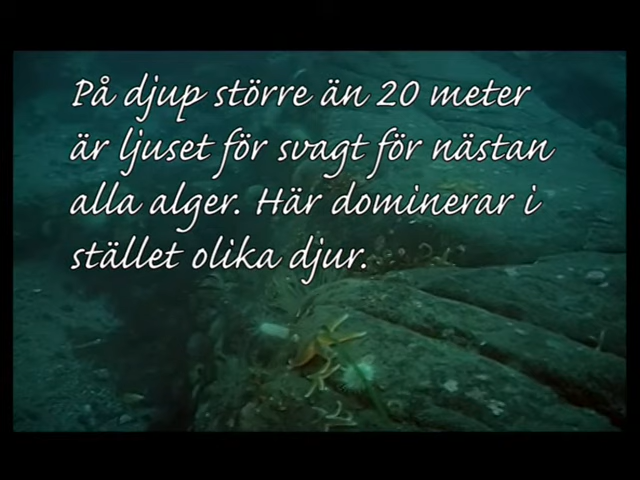 På djup större än 20 meter
är ljuset för svagt för nästan
alla alger. Här dominerar i
stället olika djur.